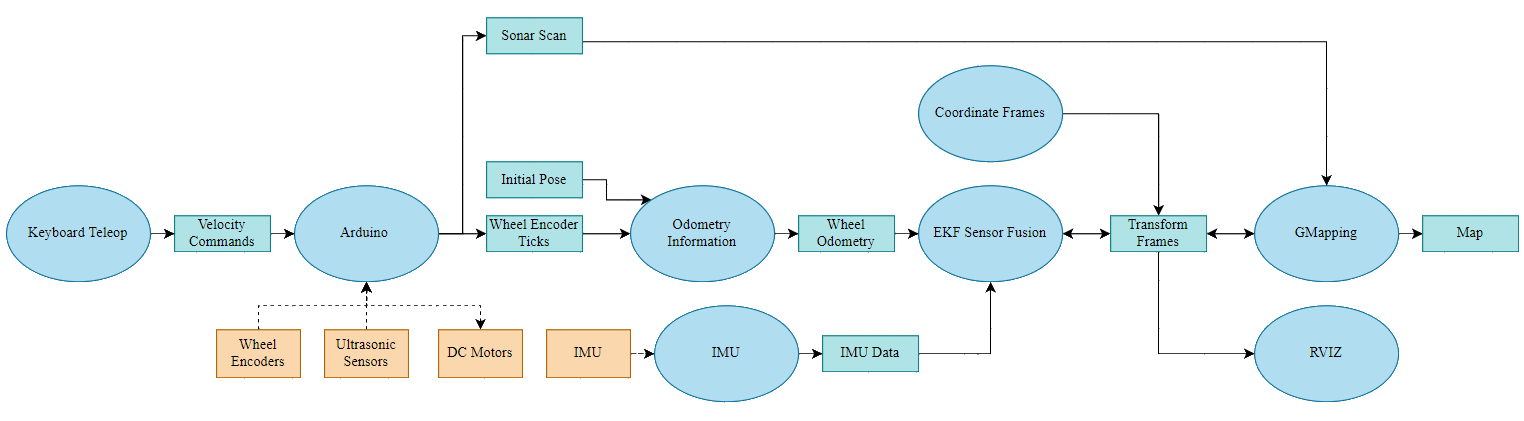 Sonar Scan
Coordinate Frames
Initial Pose
Keyboard Teleop
Velocity
Commands
Arduino
Wheel Encoder
Ticks
Odometry
Information
Wheel
Odometry
EKF Sensor Fusion
Transform
Frames
GMapping
Map
Wheel
Encoders
Ultrasonic
Sensors
DC Motors
IMU
IMU
IMU Data
RVIZ